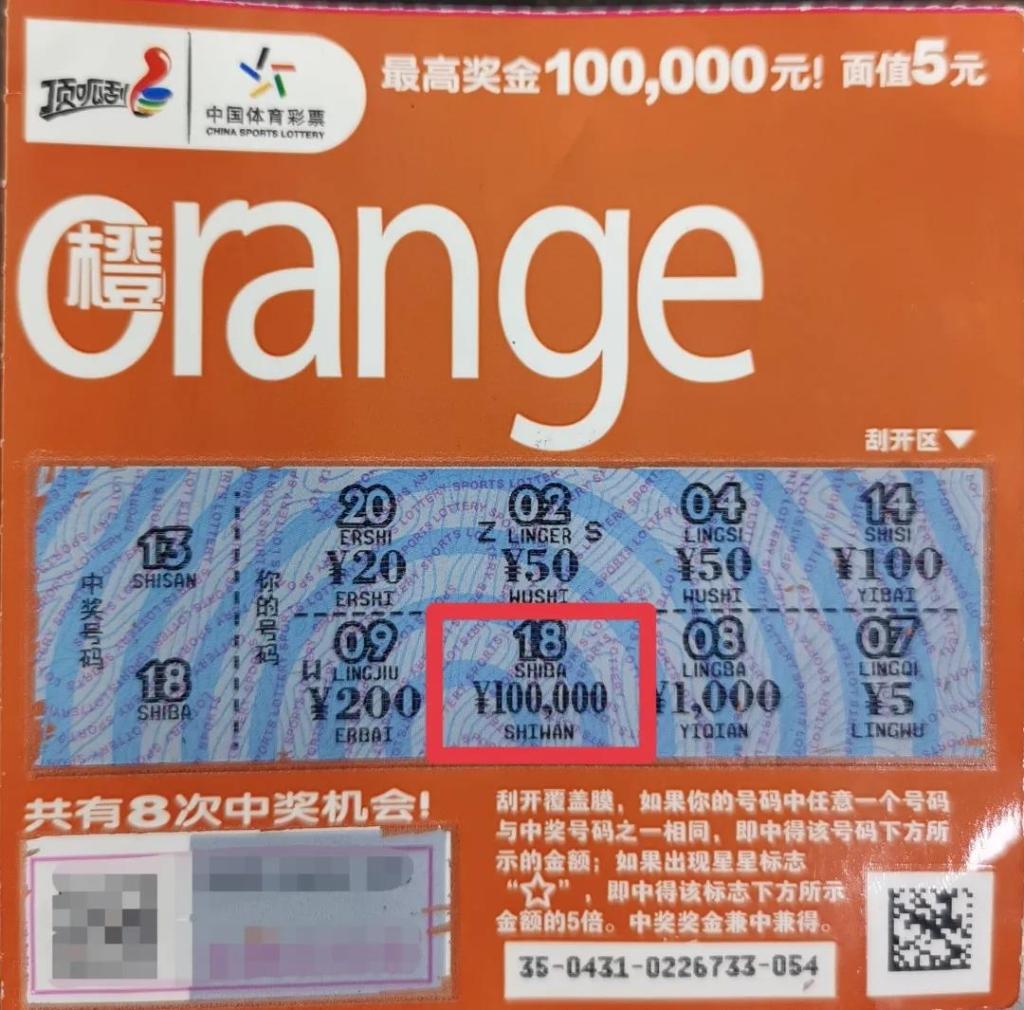 顶呱刮
中国体育彩票
CHINA SPORTS LOTTERY
最高奖金100,000元! 面值5元
orange
橙
刮开区
中奖号码
13
SHISAN
18
SHIBA
你的号码
20 02 04 14
ERSHI Z LINGER S LINGSI SHISI
¥20 ¥50 ¥50 ¥100
ERSHI WUSHI WUSHI YIBAI
09 18 08 07
W LINGJIU SHIBA LINGBA LINGQI
¥200 ¥100,000 ¥1,000 ¥5
ERBAI SHIWAN YIQIAN LINGWU
共有8次中奖机会!
刮开覆盖膜，如果你的号码中任意一个号码
与中奖号码之一相同，即中得该号码下方所
示的金额；如果出现星星标志
“☆”，即中得该标志下方所示
金额的5倍。中奖奖金兼中兼得。
35-0431-0226733-054